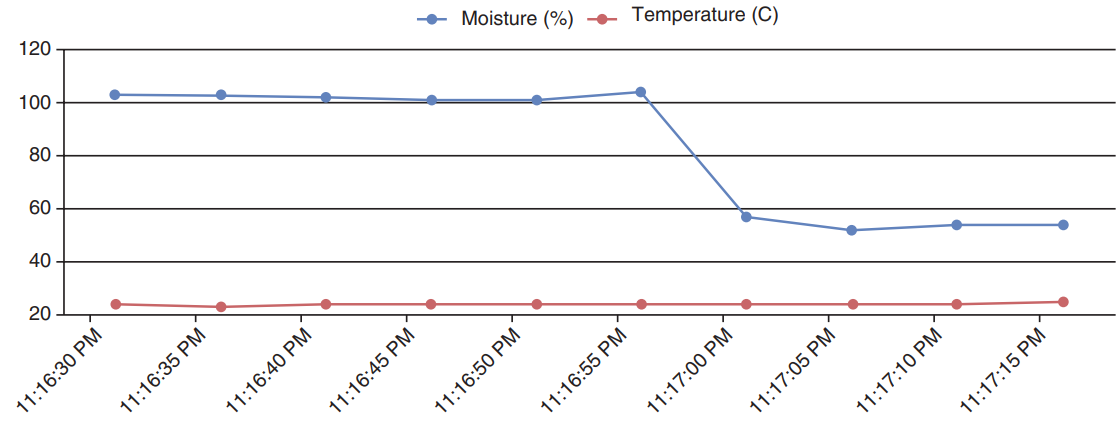 Moisture (%) Temperature (C)
120
100
80
60
40
20
11:16:30 PM
11:16:35 PM
11:16:40 PM
11:16:45 PM
11:16:50 PM
11:16:55 PM
11:17:00 PM
11:17:05 PM
11:17:10 PM
11:17:15 PM